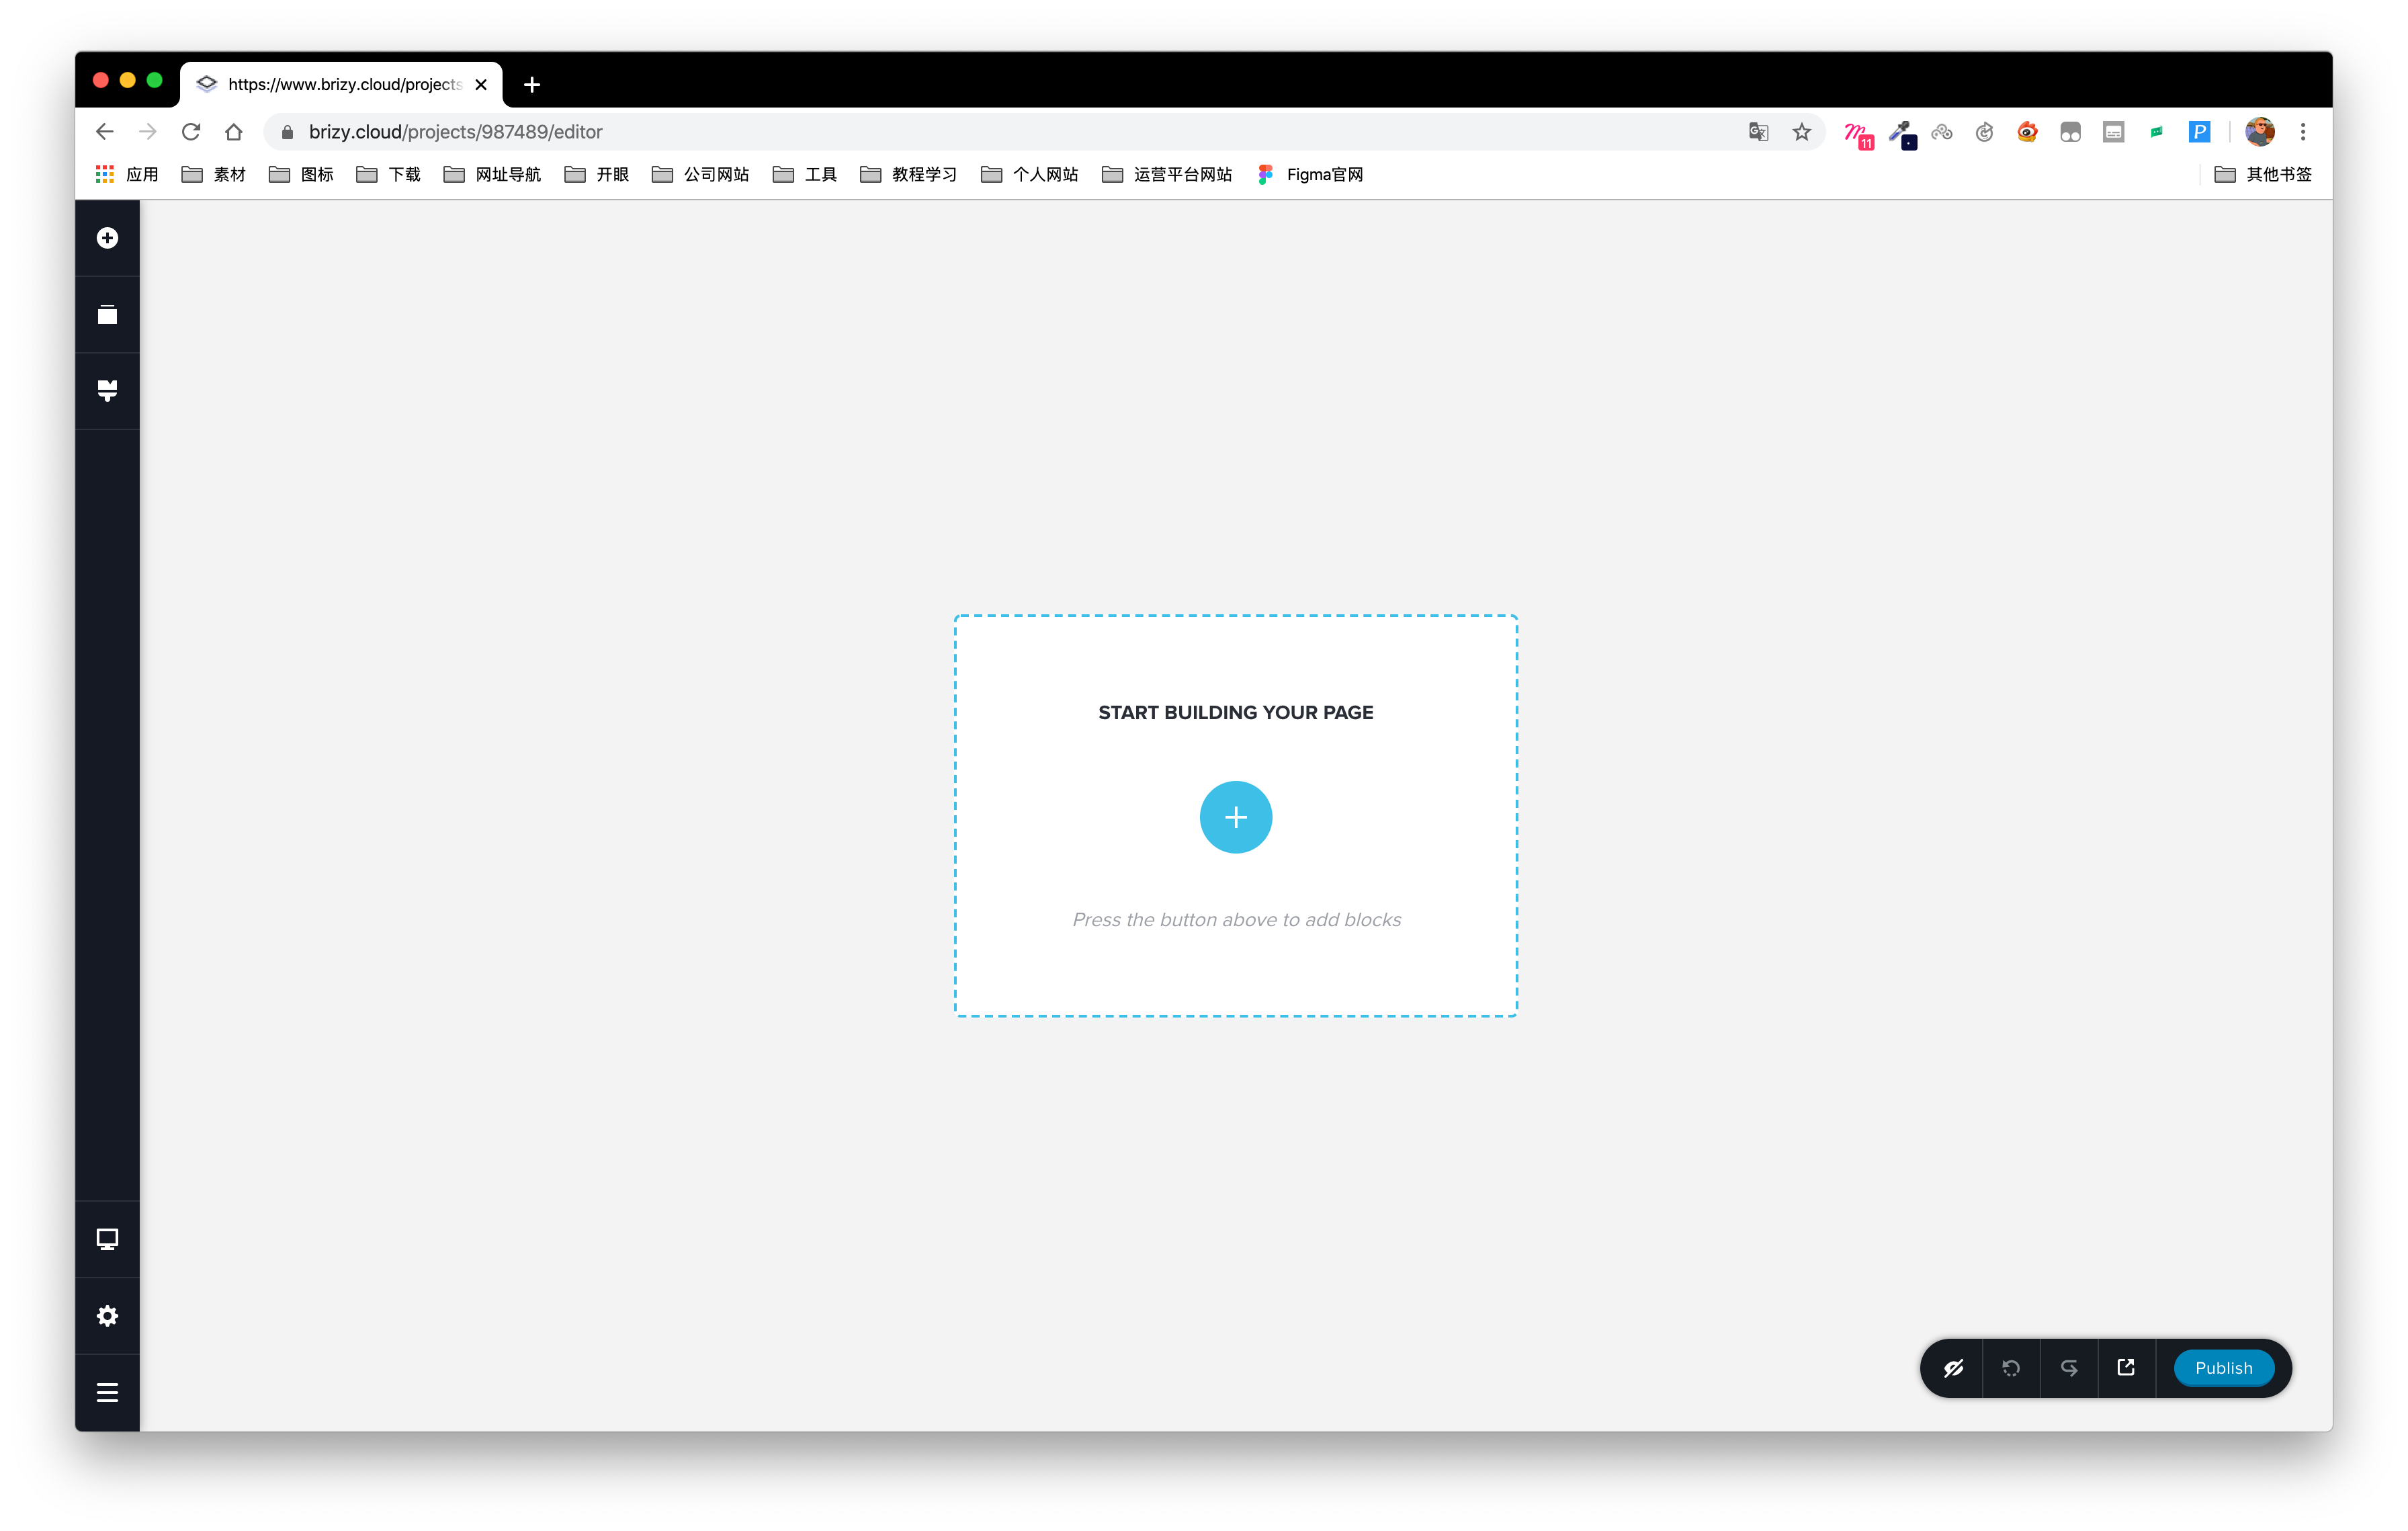 https://www.brizy.cloud/projects
brizy.cloud/projects/987489/editor
11
P
应用 素材 图标 下载 网址导航 开眼 公司网站 工具 教程学习 个人网站 运营平台网站 Figma官网 其他书签
START BUILDING YOUR PAGE
Press the button above to add blocks
Publish